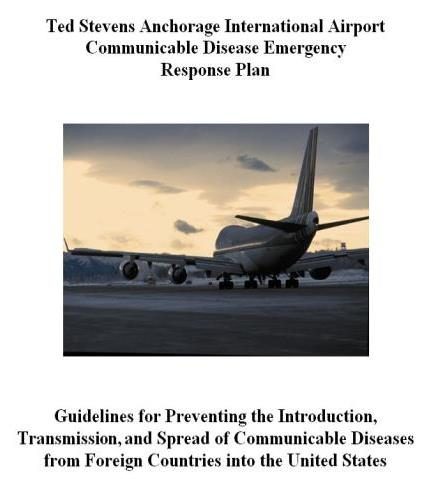 Ted Stevens Anchorage International Airport
Communicable Disease Emergency
Response Plan
Guidelines for Preventing the Introduction,
Transmission, and Spread of Communicable Diseases
from Foreign Countries into the United States